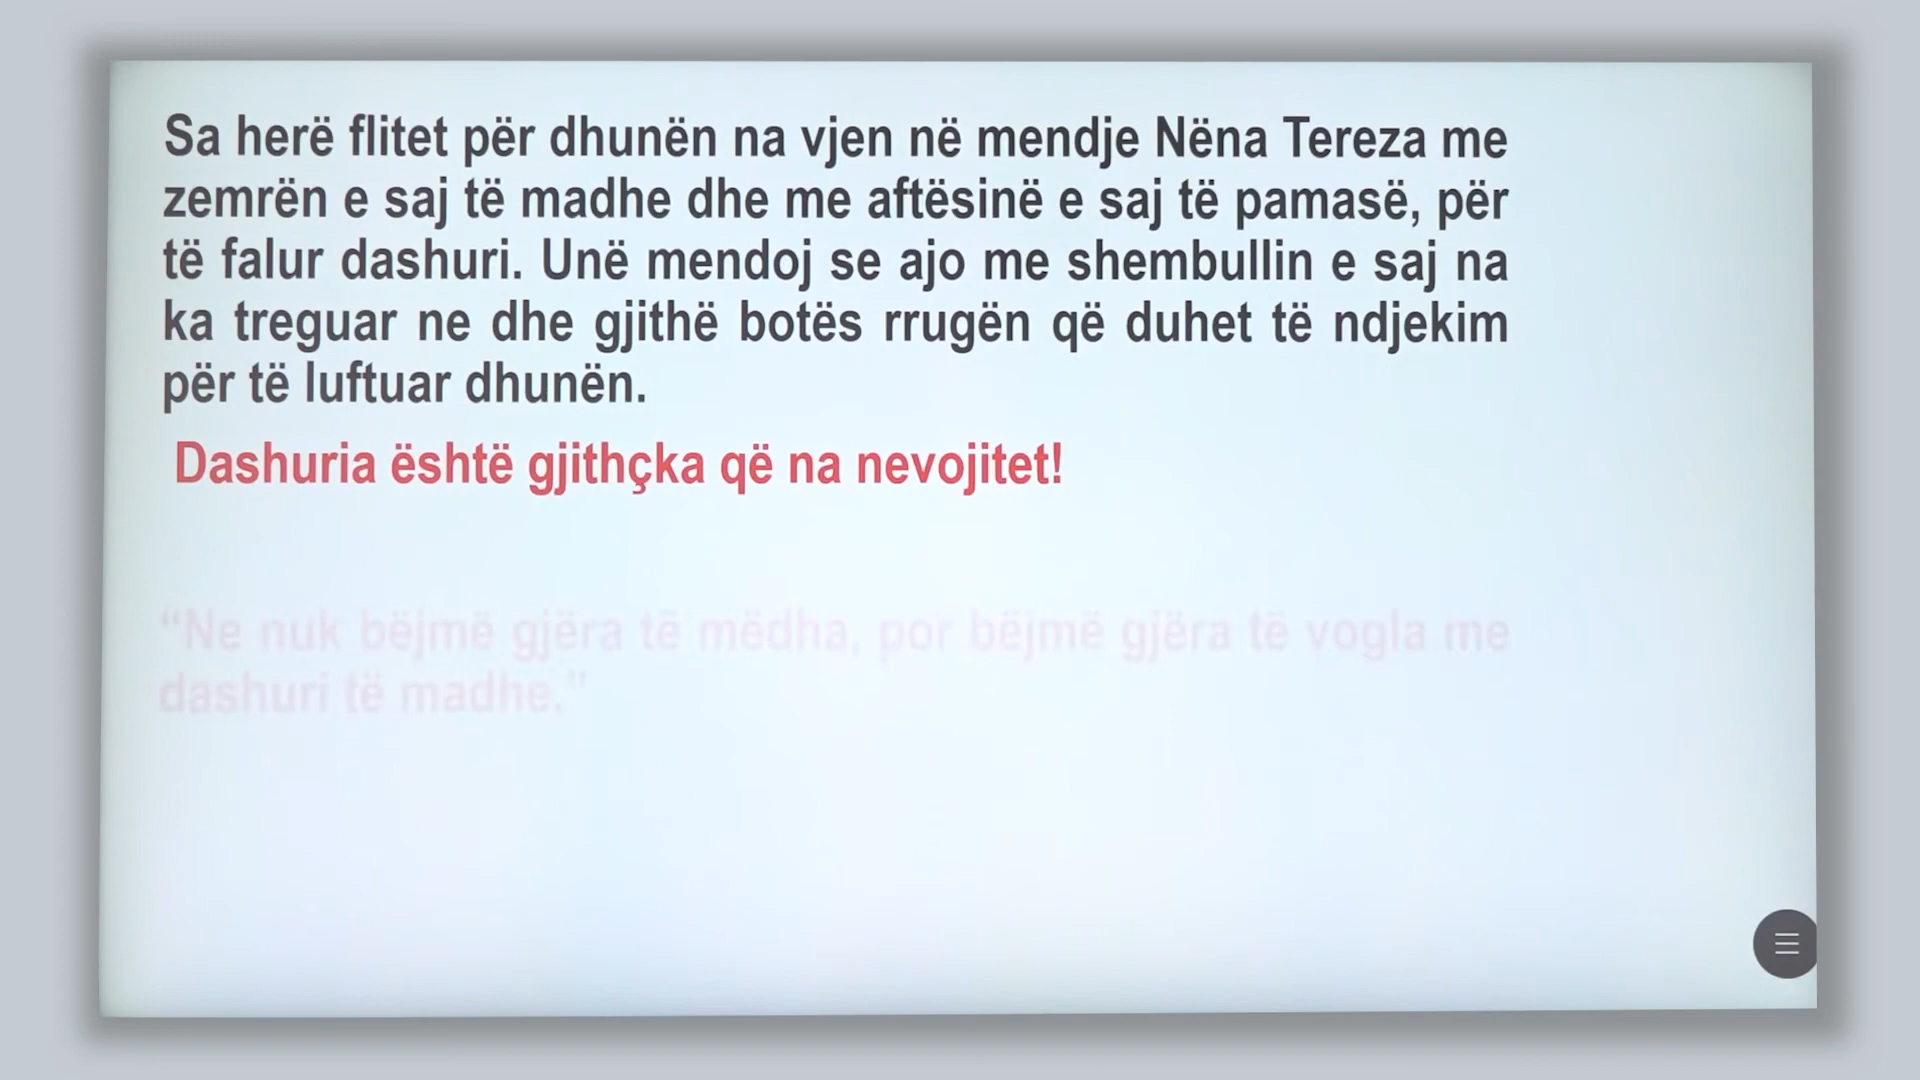 Sa herë flitet për dhunën na vjen në mendje Nëna Tereza me
zemrën e saj të madhe dhe me aftësinë e saj të pamasë, për
të falur dashuri. Unë mendoj se ajo me shembullin e saj na
ka treguar ne dhe gjithë botës rrugën që duhet të ndjekim
për të luftuar dhunën.
Dashuria është gjithçka që na nevojitet!
“Ne nuk bëjmë gjëra të mëdha, por bëjmë gjëra të vogla me
dashuri të madhe.”